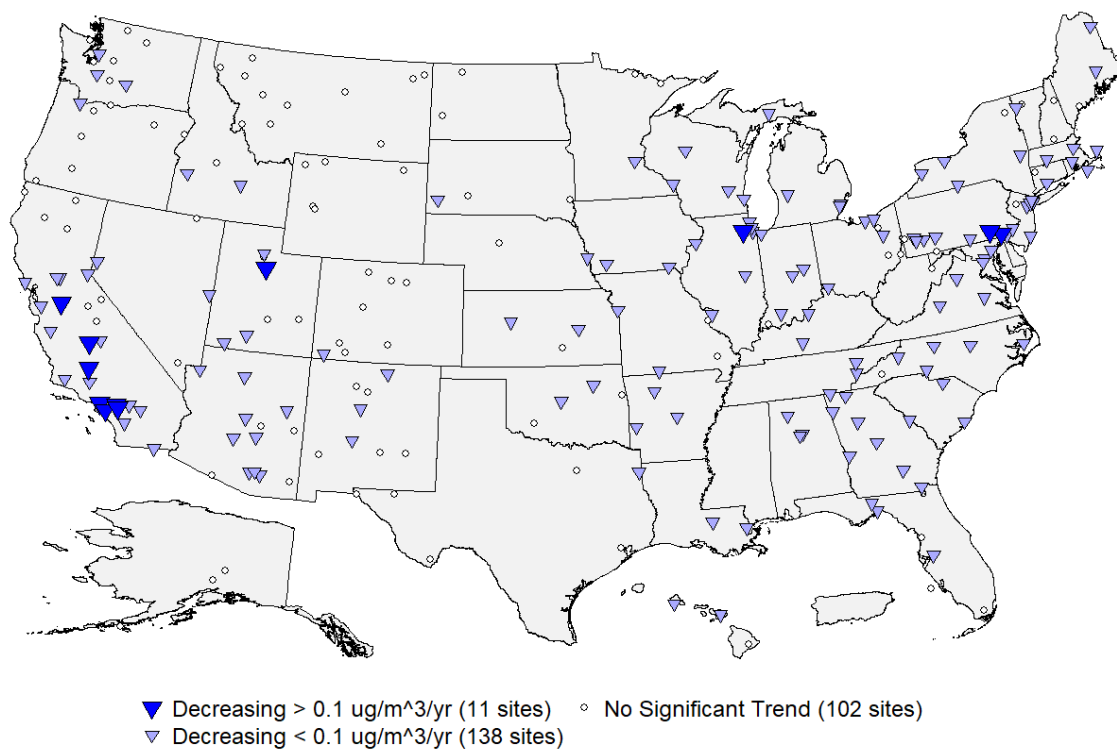 Decreasing > 0.1 ug/m^3/yr (11 sites) No Significant Trend (102 sites)
Decreasing < 0.1 ug/m^3/yr (138 sites)